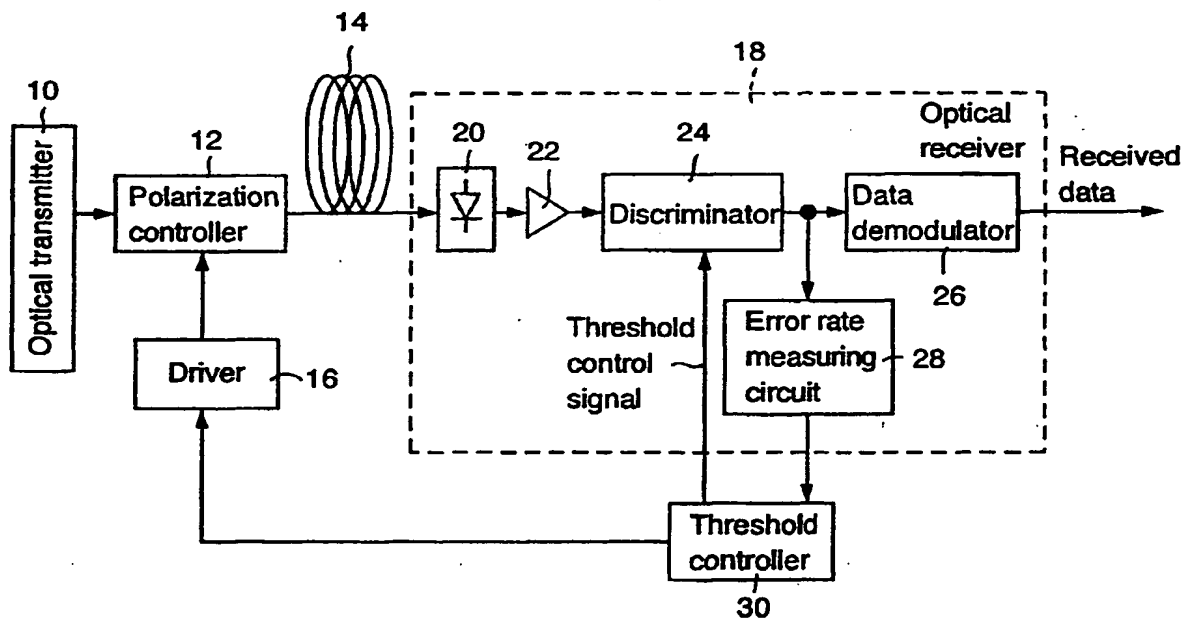 14
18
10
12
20
22
24
Optical
receiver
Received
data
Optical transmitter
Polarization
controller
Discriminator
Data
demodulator
26
Threshold
control
signal
Error rate
measuring
circuit
28
Driver
16
Threshold
controller
30